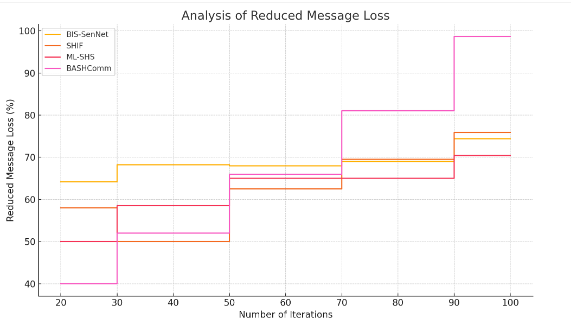 Analysis of Reduced Message Loss
BIS-SenNet
SHIF
ML-SHS
BASHComm
Reduced Message Loss (%)
100
90
80
70
60
50
40
20 30 40 50 60 70 80 90 100
Number of Iterations